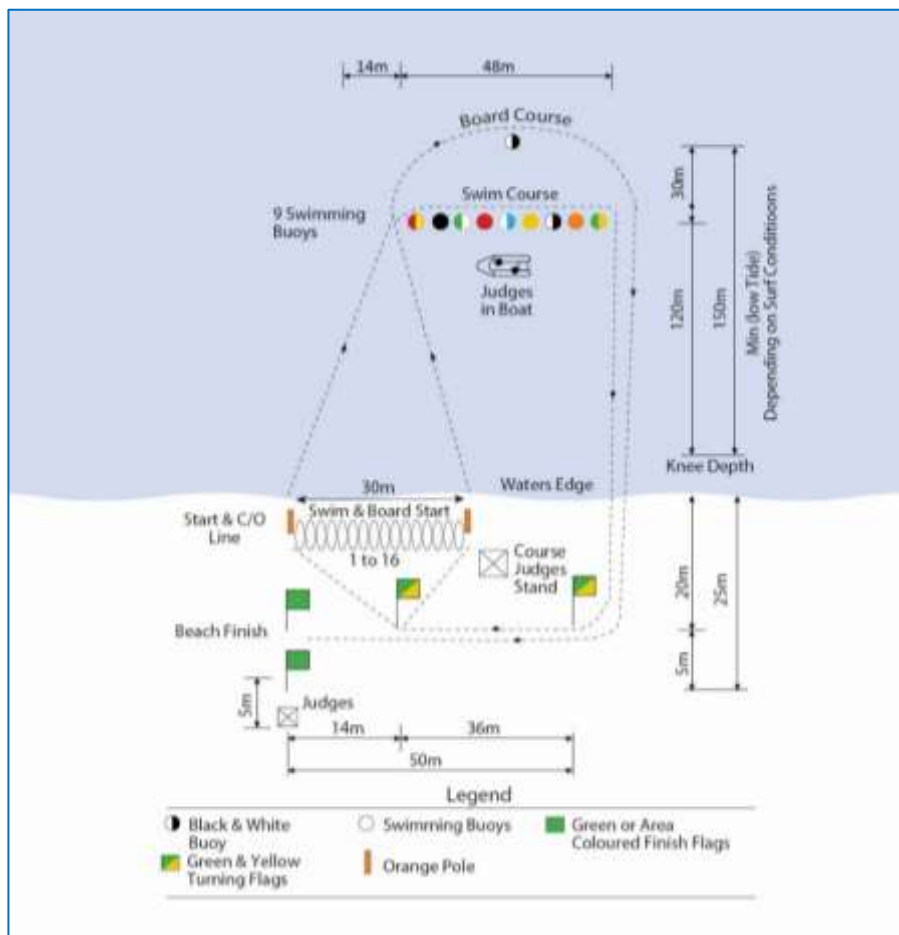 14m
48m
Board Course
Swim Course
9 Swimming
Buoys
Judges
in Boat
30m
120m
150m
Min (low Tide)
Depending on Surf Conditioons
Knee Depth
Waters Edge
30m
Start & C/O
Line
Swim & Board Start
1 to 16
Course
Judges
Stand
20m
25m
Beach Finish
5m
5m
Judges
14m
36m
50m
Legend
Black & White
Buoy
Swimming Buoys
Green or Area
Coloured Finish Flags
Green & Yellow
Turning Flags
Orange Pole